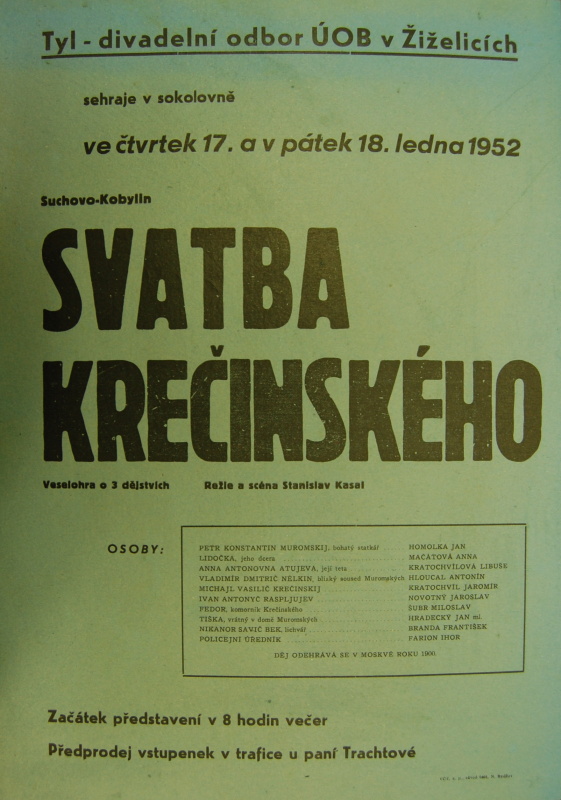 Tyl - divadelní odbor ÚOB v Žiželicích
sehraje v sokolovně
ve čtvrtek 17. a v pátek 18. ledna 1952
Suchovo-Kobylin
SVATBA
KREČINSKÉHO
Veselohra o 3 dějstvích Režie a scéna Stanislav Kasal
OSOBY:
PETR KONSTANTIN MUROMSKIJ, bohatý statkář HOMOLKA JAN
LIDOČKA, jeho dcera MAČÁTOVÁ ANNA
ANNA ANTONOVNA ATUJEVA, její teta KRATOCHVÍLOVÁ LIBUŠE
VLADIMÍR DMITRIČ NELKIN, blízký soused Muromských HLOUCAL ANTONÍN
MICHAJL VASILIČ KREČINSKIJ KRATOCHVÍL JAROMÍR
IVAN ANTONYČ RASPLJUJEV NOVOTNÝ JAROSLAV
FEDOR, komorník Krečinského ŠUBR MILOSLAV
TIŠKA, vrátný v domě Muromských HRADECKÝ JAN ml.
NIKANOR SAVIČ BEK, lichvář BRANDA FRANTIŠEK
POLICEJNÍ ÚŘEDNÍK FABION IHOR
DĚJ ODEHRÁVÁ SE V MOSKVĚ ROKU 1900.
Začátek představení v 8 hodin večer
Předprodej vstupenek v trafice u paní Trachtové